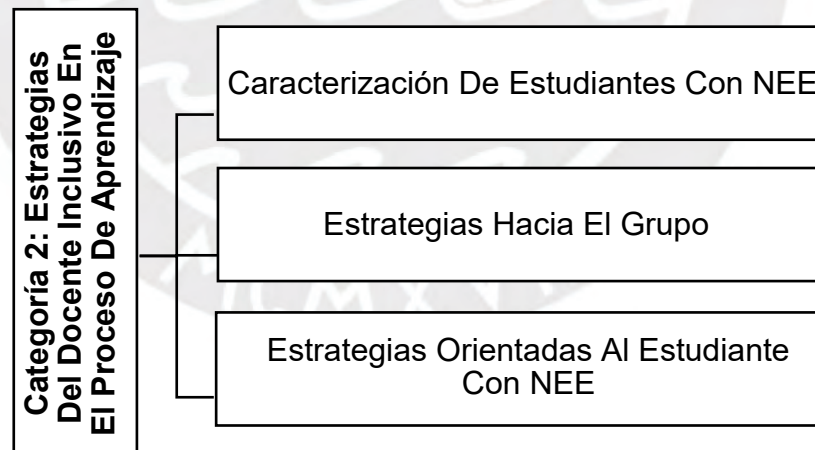 Categoría 2: Estrategias
Del Docente Inclusivo En
El Proceso De Aprendizaje
Caracterización De Estudiantes Con NEE
Estrategias Hacia El Grupo
Estrategias Orientadas Al Estudiante
Con NEE